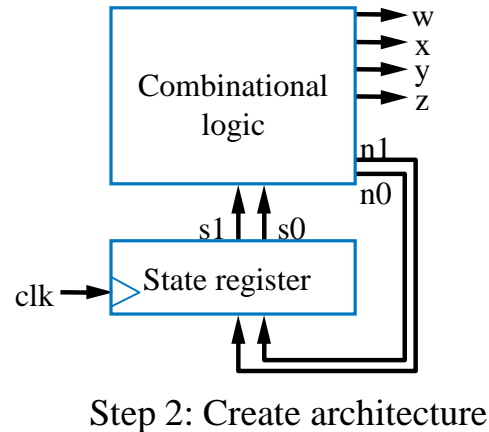 w
x
Combinational
logic
y
z
n1
n0
s1 s0
State register
clk
Step 2: Create architecture